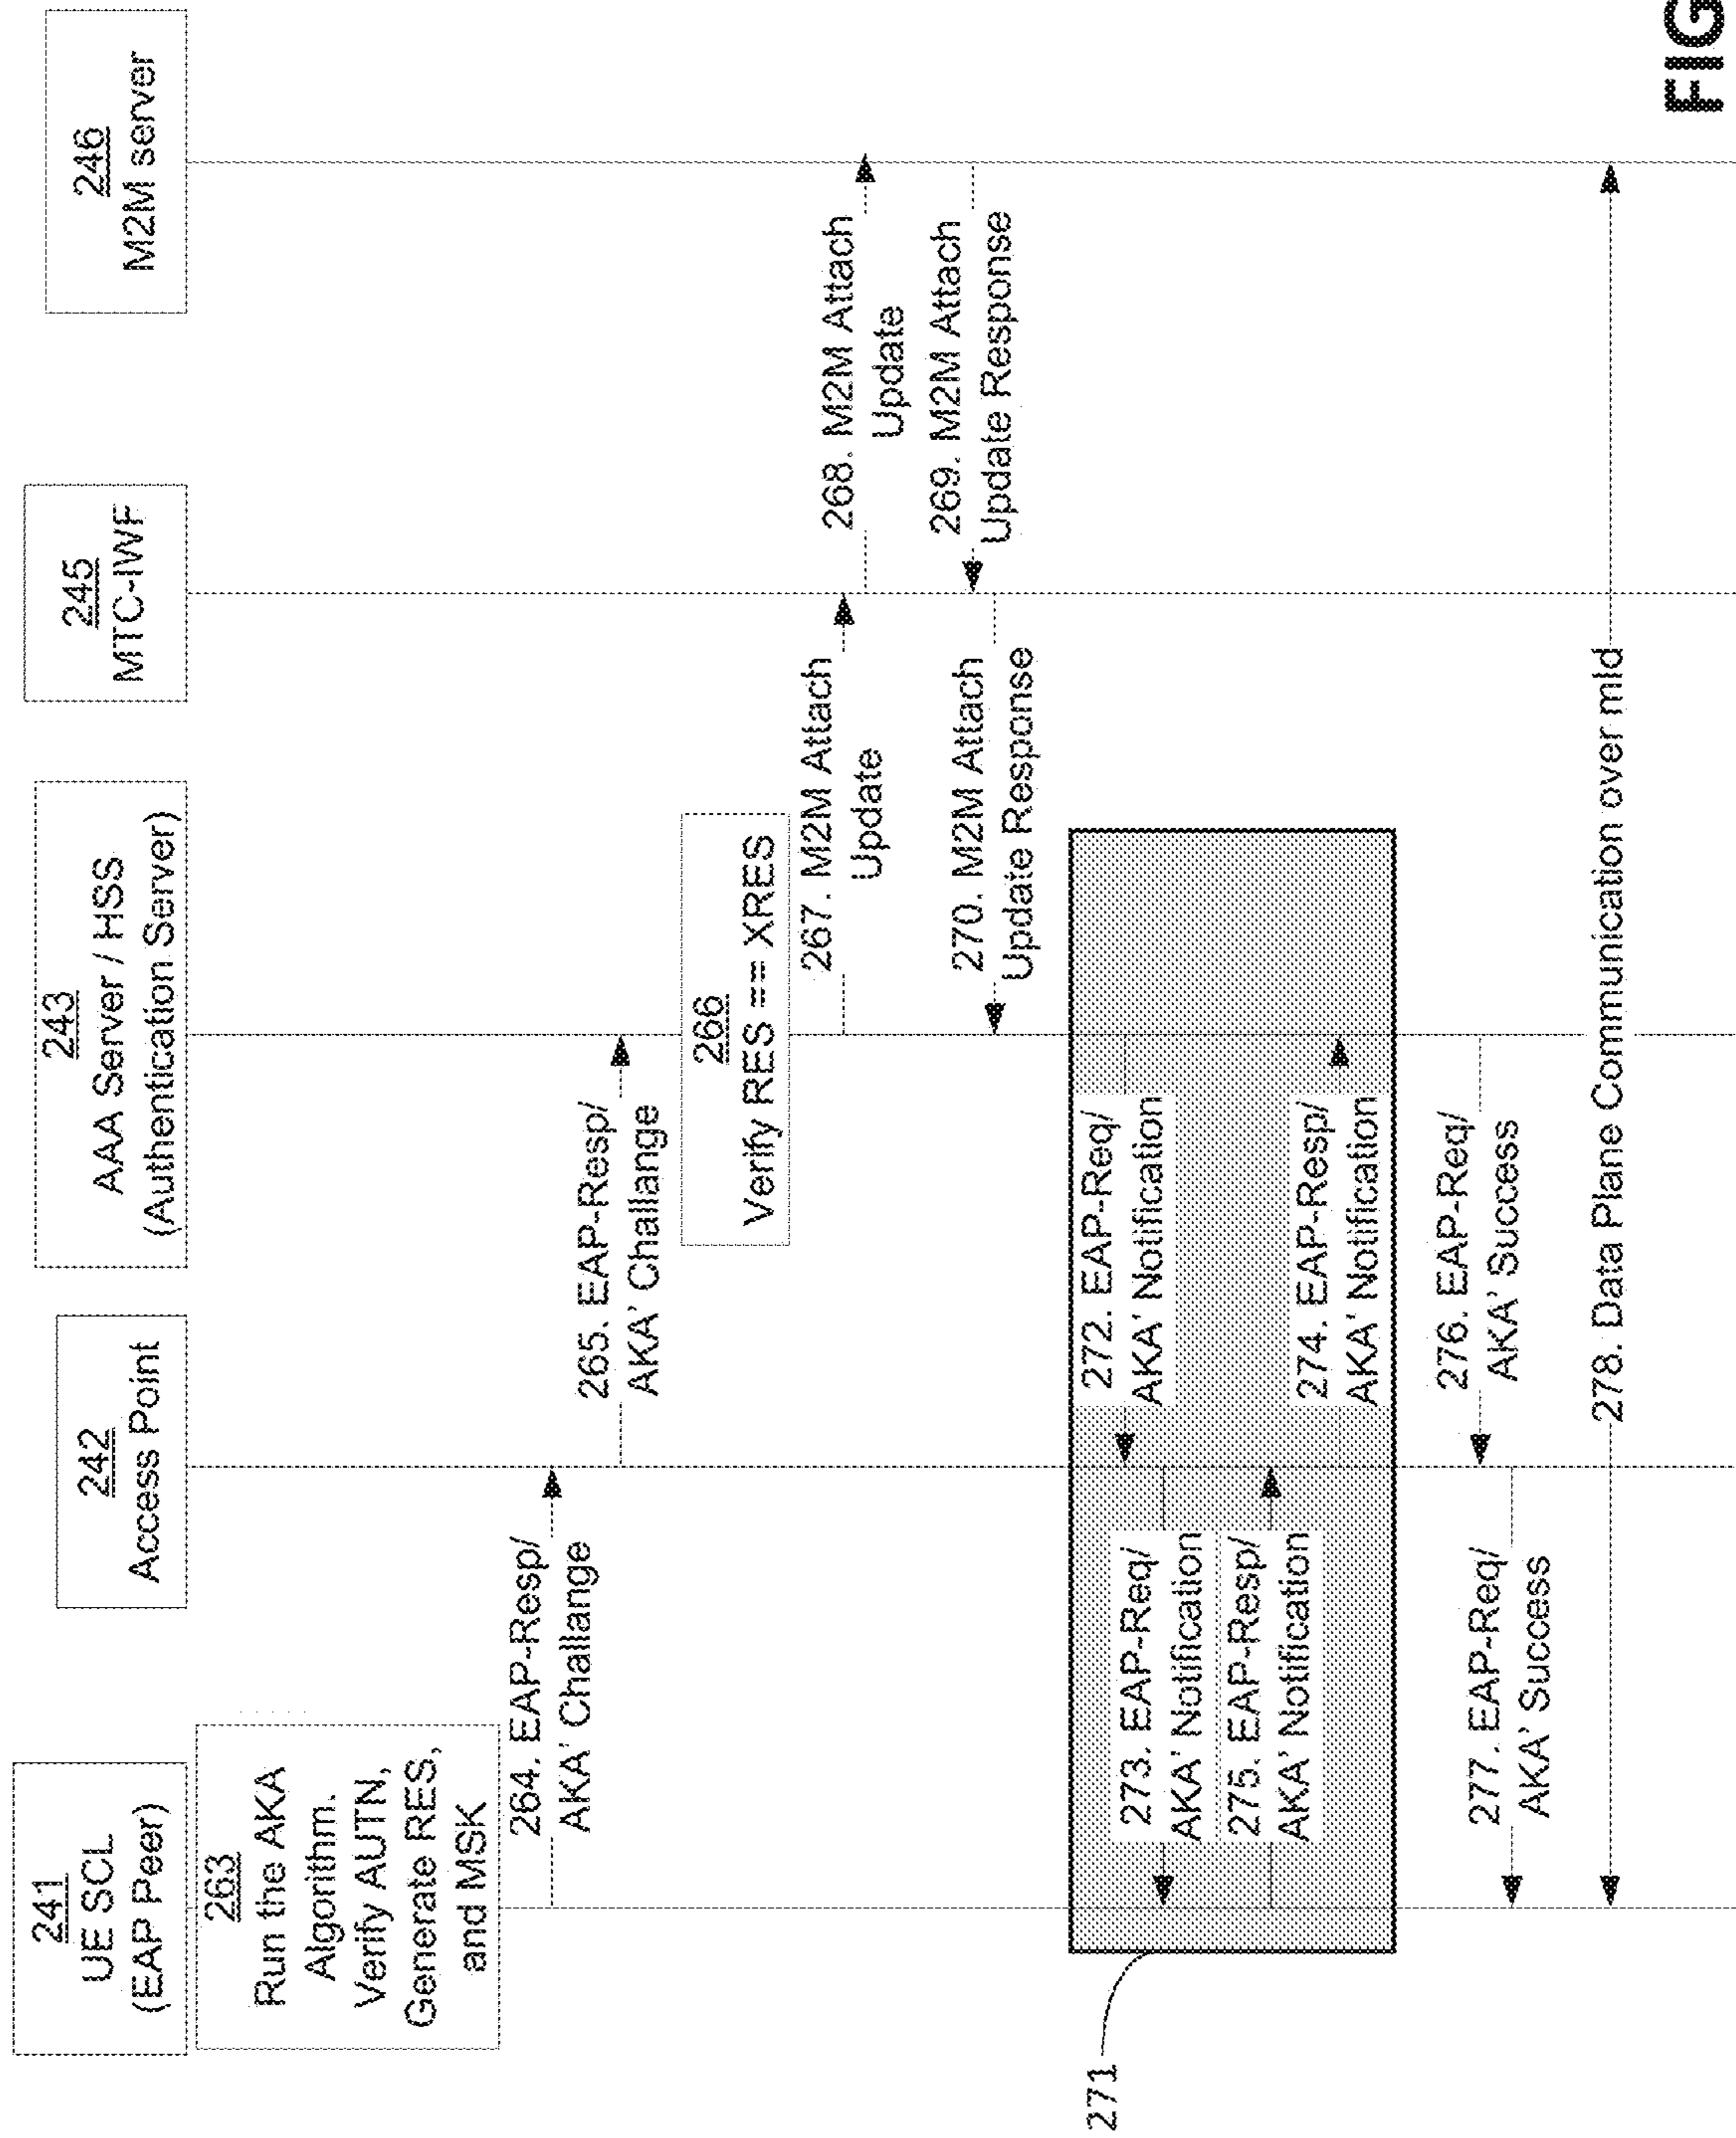 241
UE SCL
(EAP Peer)
242
Access Point
243
AAA Server / HSS
(Authentication Server)
245
MTC-IWF
246
M2M server
263
Run the AKA
Algorithm.
Verify AUTN,
Generate RES,
and MSK
264. EAP-Resp/
AKA' Challange
265. EAP-Resp/
AKA' Challange
266
Verify RES == XRES
267. M2M Attach
Update
268. M2M Attach
Update
269. M2M Attach
Update Response
270. M2M Attach
Update Response
271
272. EAP-Req/
AKA' Notification
273. EAP-Req/
AKA' Notification
275. EAP-Resp/
AKA' Notification
274. EAP-Resp/
AKA' Notification
276. EAP-Req/
AKA' Success
277. EAP-Req/
AKA' Success
278. Data Plane Communication over mId
FIG